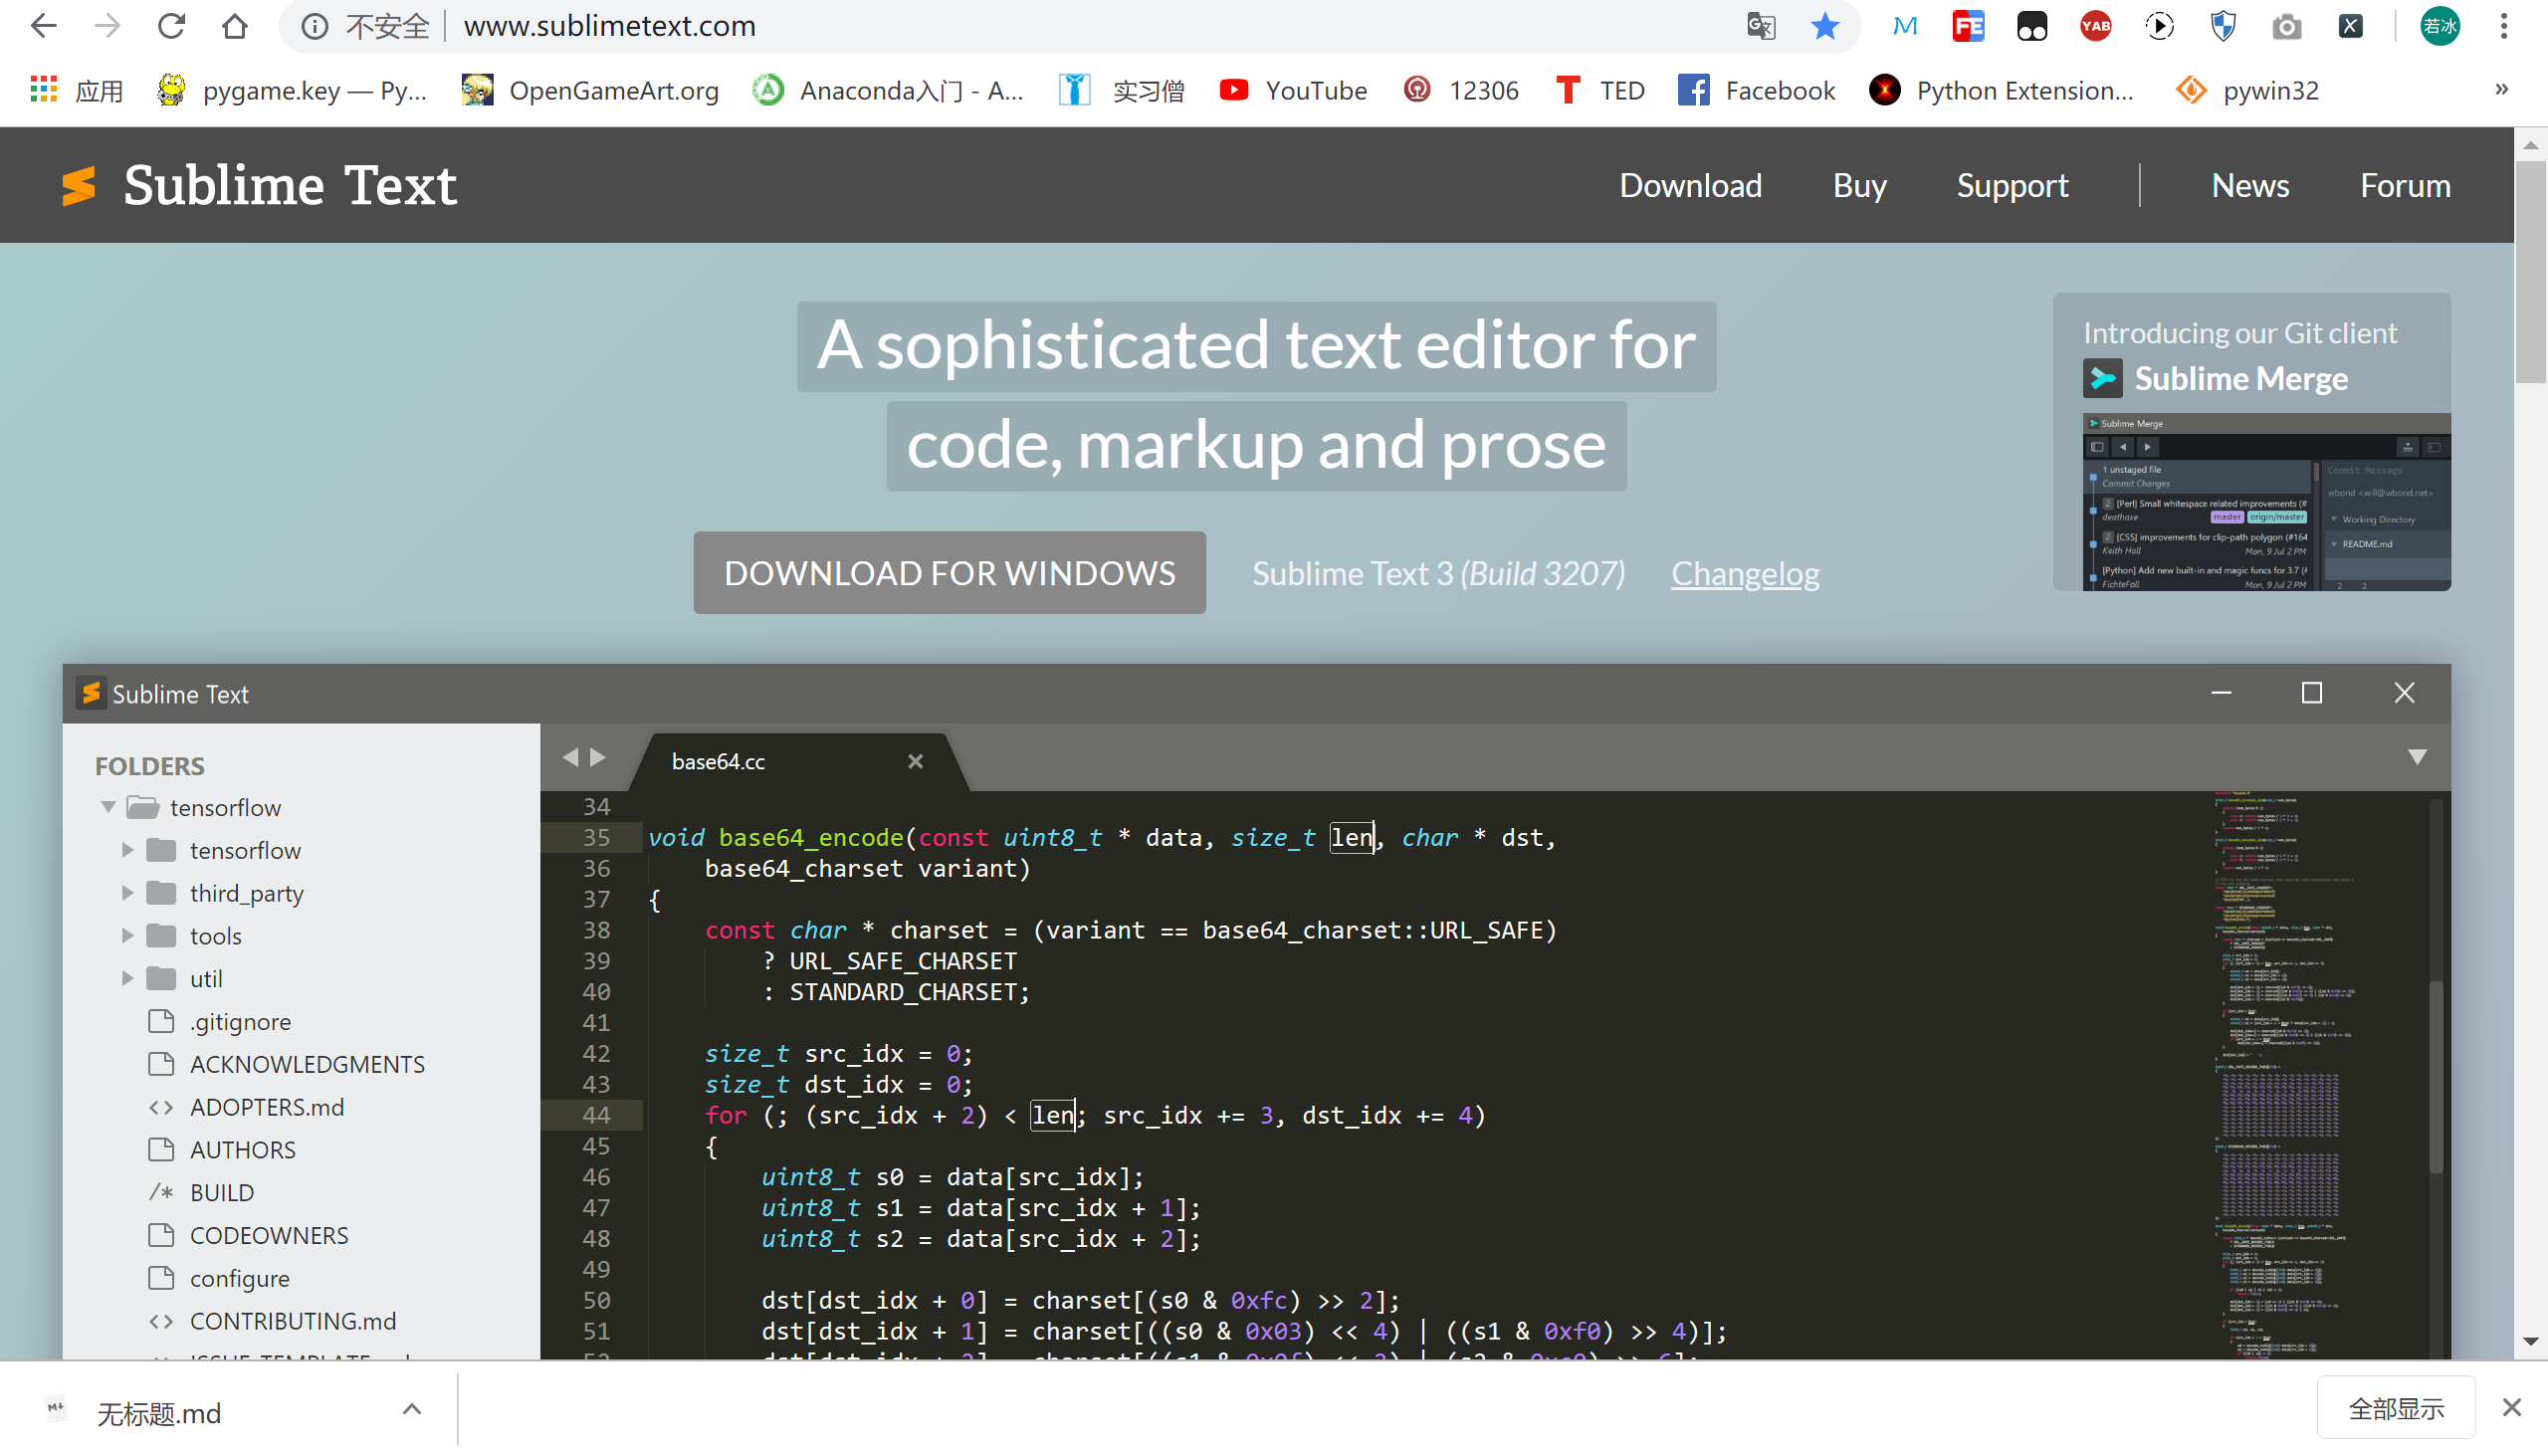 不安全 www.sublimetext.com
若冰
应用 pygame.key — Py... OpenGameArt.org Anaconda入门 - A... 实习僧 YouTube 12306 TED Facebook Python Extension... pywin32 »
Sublime Text
Download Buy Support News Forum
A sophisticated text editor for
code, markup and prose
DOWNLOAD FOR WINDOWS Sublime Text 3 (Build 3207) Changelog
Introducing our Git client
Sublime Merge
Sublime Merge
1 unstaged file
Commit Changes
[Perl] Small whitespace related improvements (#
deathaxe master origin/master
2 [CSS] improvements for clip-path polygon (#164
Keith Hall Mon, 9 Jul 2 PM
[Python] Add new built-in and magic funcs for 3.7 (
FichteFoll Mon, 9 Jul 2 PM
Commit Message
wbond <will@wbond.net>
Working Directory
README.md
2 2
Sublime Text
FOLDERS
tensorflow
tensorflow
third_party
tools
util
.gitignore
ACKNOWLEDGMENTS
<> ADOPTERS.md
AUTHORS
/* BUILD
CODEOWNERS
configure
<> CONTRIBUTING.md
base64.cc
34
35 void base64_encode(const uint8_t * data, size_t len, char * dst,
36 base64_charset variant)
37 {
38 const char * charset = (variant == base64_charset::URL_SAFE)
39 ? URL_SAFE_CHARSET
40 : STANDARD_CHARSET;
41
42 size_t src_idx = 0;
43 size_t dst_idx = 0;
44 for (; (src_idx + 2) < len; src_idx += 3, dst_idx += 4)
45 {
46 uint8_t s0 = data[src_idx];
47 uint8_t s1 = data[src_idx + 1];
48 uint8_t s2 = data[src_idx + 2];
49
50 dst[dst_idx + 0] = charset[(s0 & 0xfc) >> 2];
51 dst[dst_idx + 1] = charset[((s0 & 0x03) << 4) | ((s1 & 0xf0) >> 4)];
无标题.md
全部显示